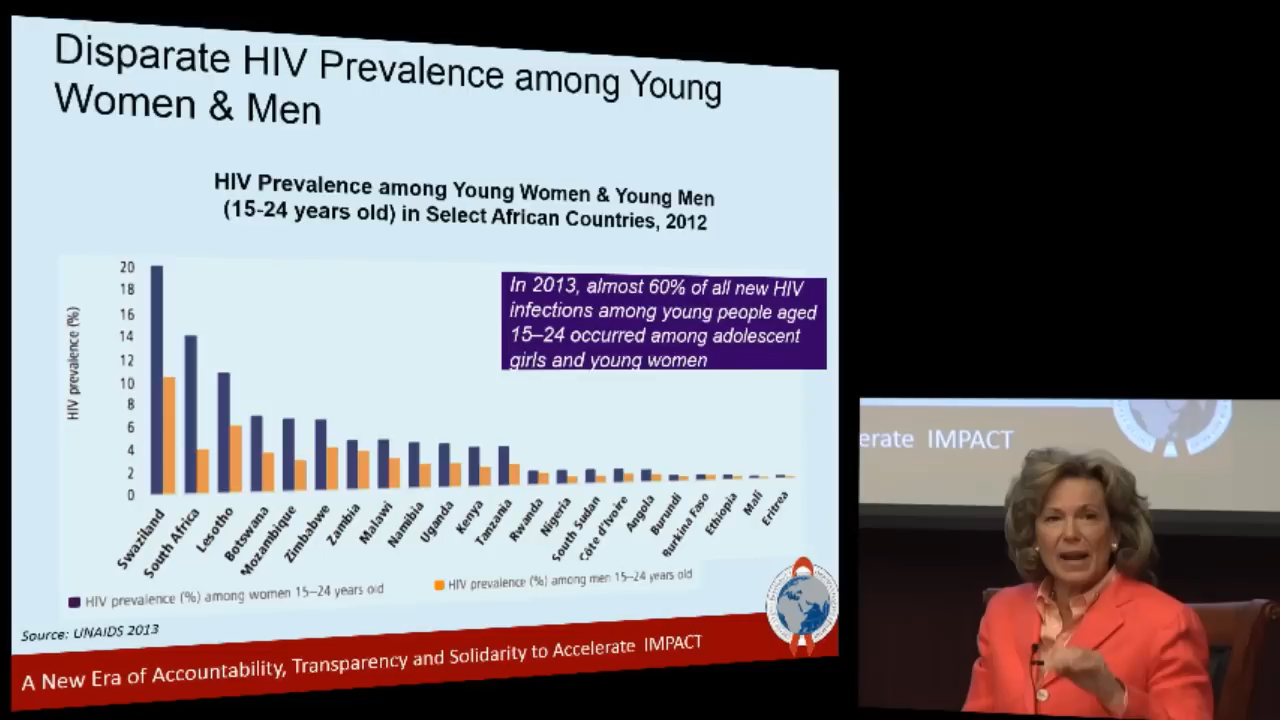 Disparate HIV Prevalence among Young
Women & Men
HIV Prevalence among Young Women & Young Men
(15-24 years old) in Select African Countries, 2012
In 2013, almost 60% of all new HIV
infections among young people aged
15–24 occurred among adolescent
girls and young women
HIV prevalence (%)
20
18
16
14
12
10
8
6
4
2
0
Swaziland
South Africa
Lesotho
Botswana
Mozambique
Zimbabwe
Zambia
Malawi
Namibia
Uganda
Kenya
Tanzania
Rwanda
Nigeria
South Sudan
Côte d'Ivoire
Angola
Burundi
Burkina Faso
Ethiopia
Mali
Eritrea
HIV prevalence (%) among women 15–24 years old
HIV prevalence (%) among men 15–24 years old
Source: UNAIDS 2013
A New Era of Accountability, Transparency and Solidarity to Accelerate IMPACT
erate IMPACT